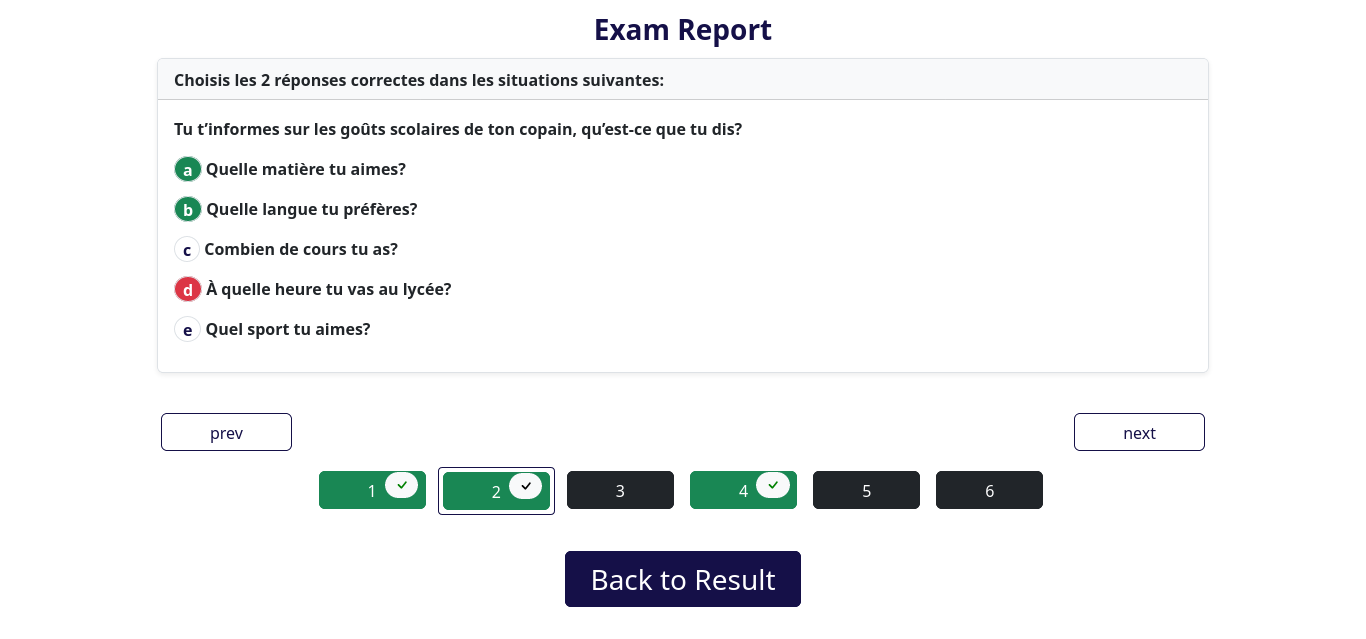 Exam Report
Choisis les 2 réponses correctes dans les situations suivantes:
Tu t’informes sur les goûts scolaires de ton copain, qu’est-ce que tu dis?
a Quelle matière tu aimes?
b Quelle langue tu préfères?
c Combien de cours tu as?
d À quelle heure tu vas au lycée?
e Quel sport tu aimes?
prev next
1 2 3 4 5 6
Back to Result